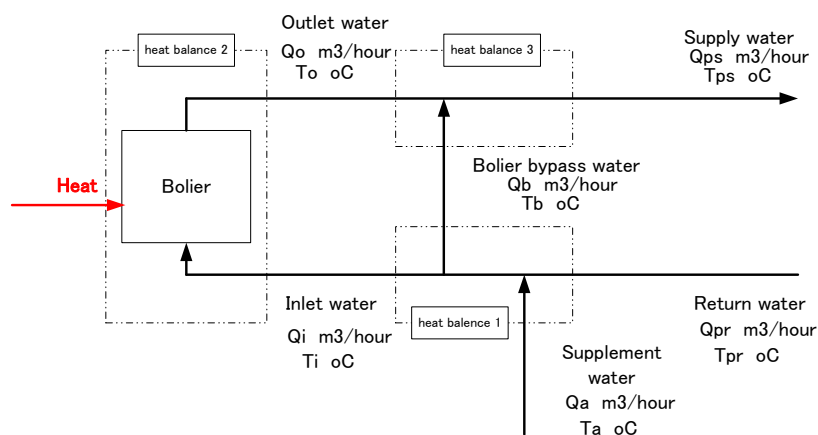 Outlet water
Qo m3/hour
To oC
heat balance 2
heat balance 3
Supply water
Qps m3/hour
Tps oC
Bolier
Heat
Bolier bypass water
Qb m3/hour
Tb oC
Inlet water
Qi m3/hour
Ti oC
heat balence 1
Return water
Qpr m3/hour
Tpr oC
Supplement
water
Qa m3/hour
Ta oC